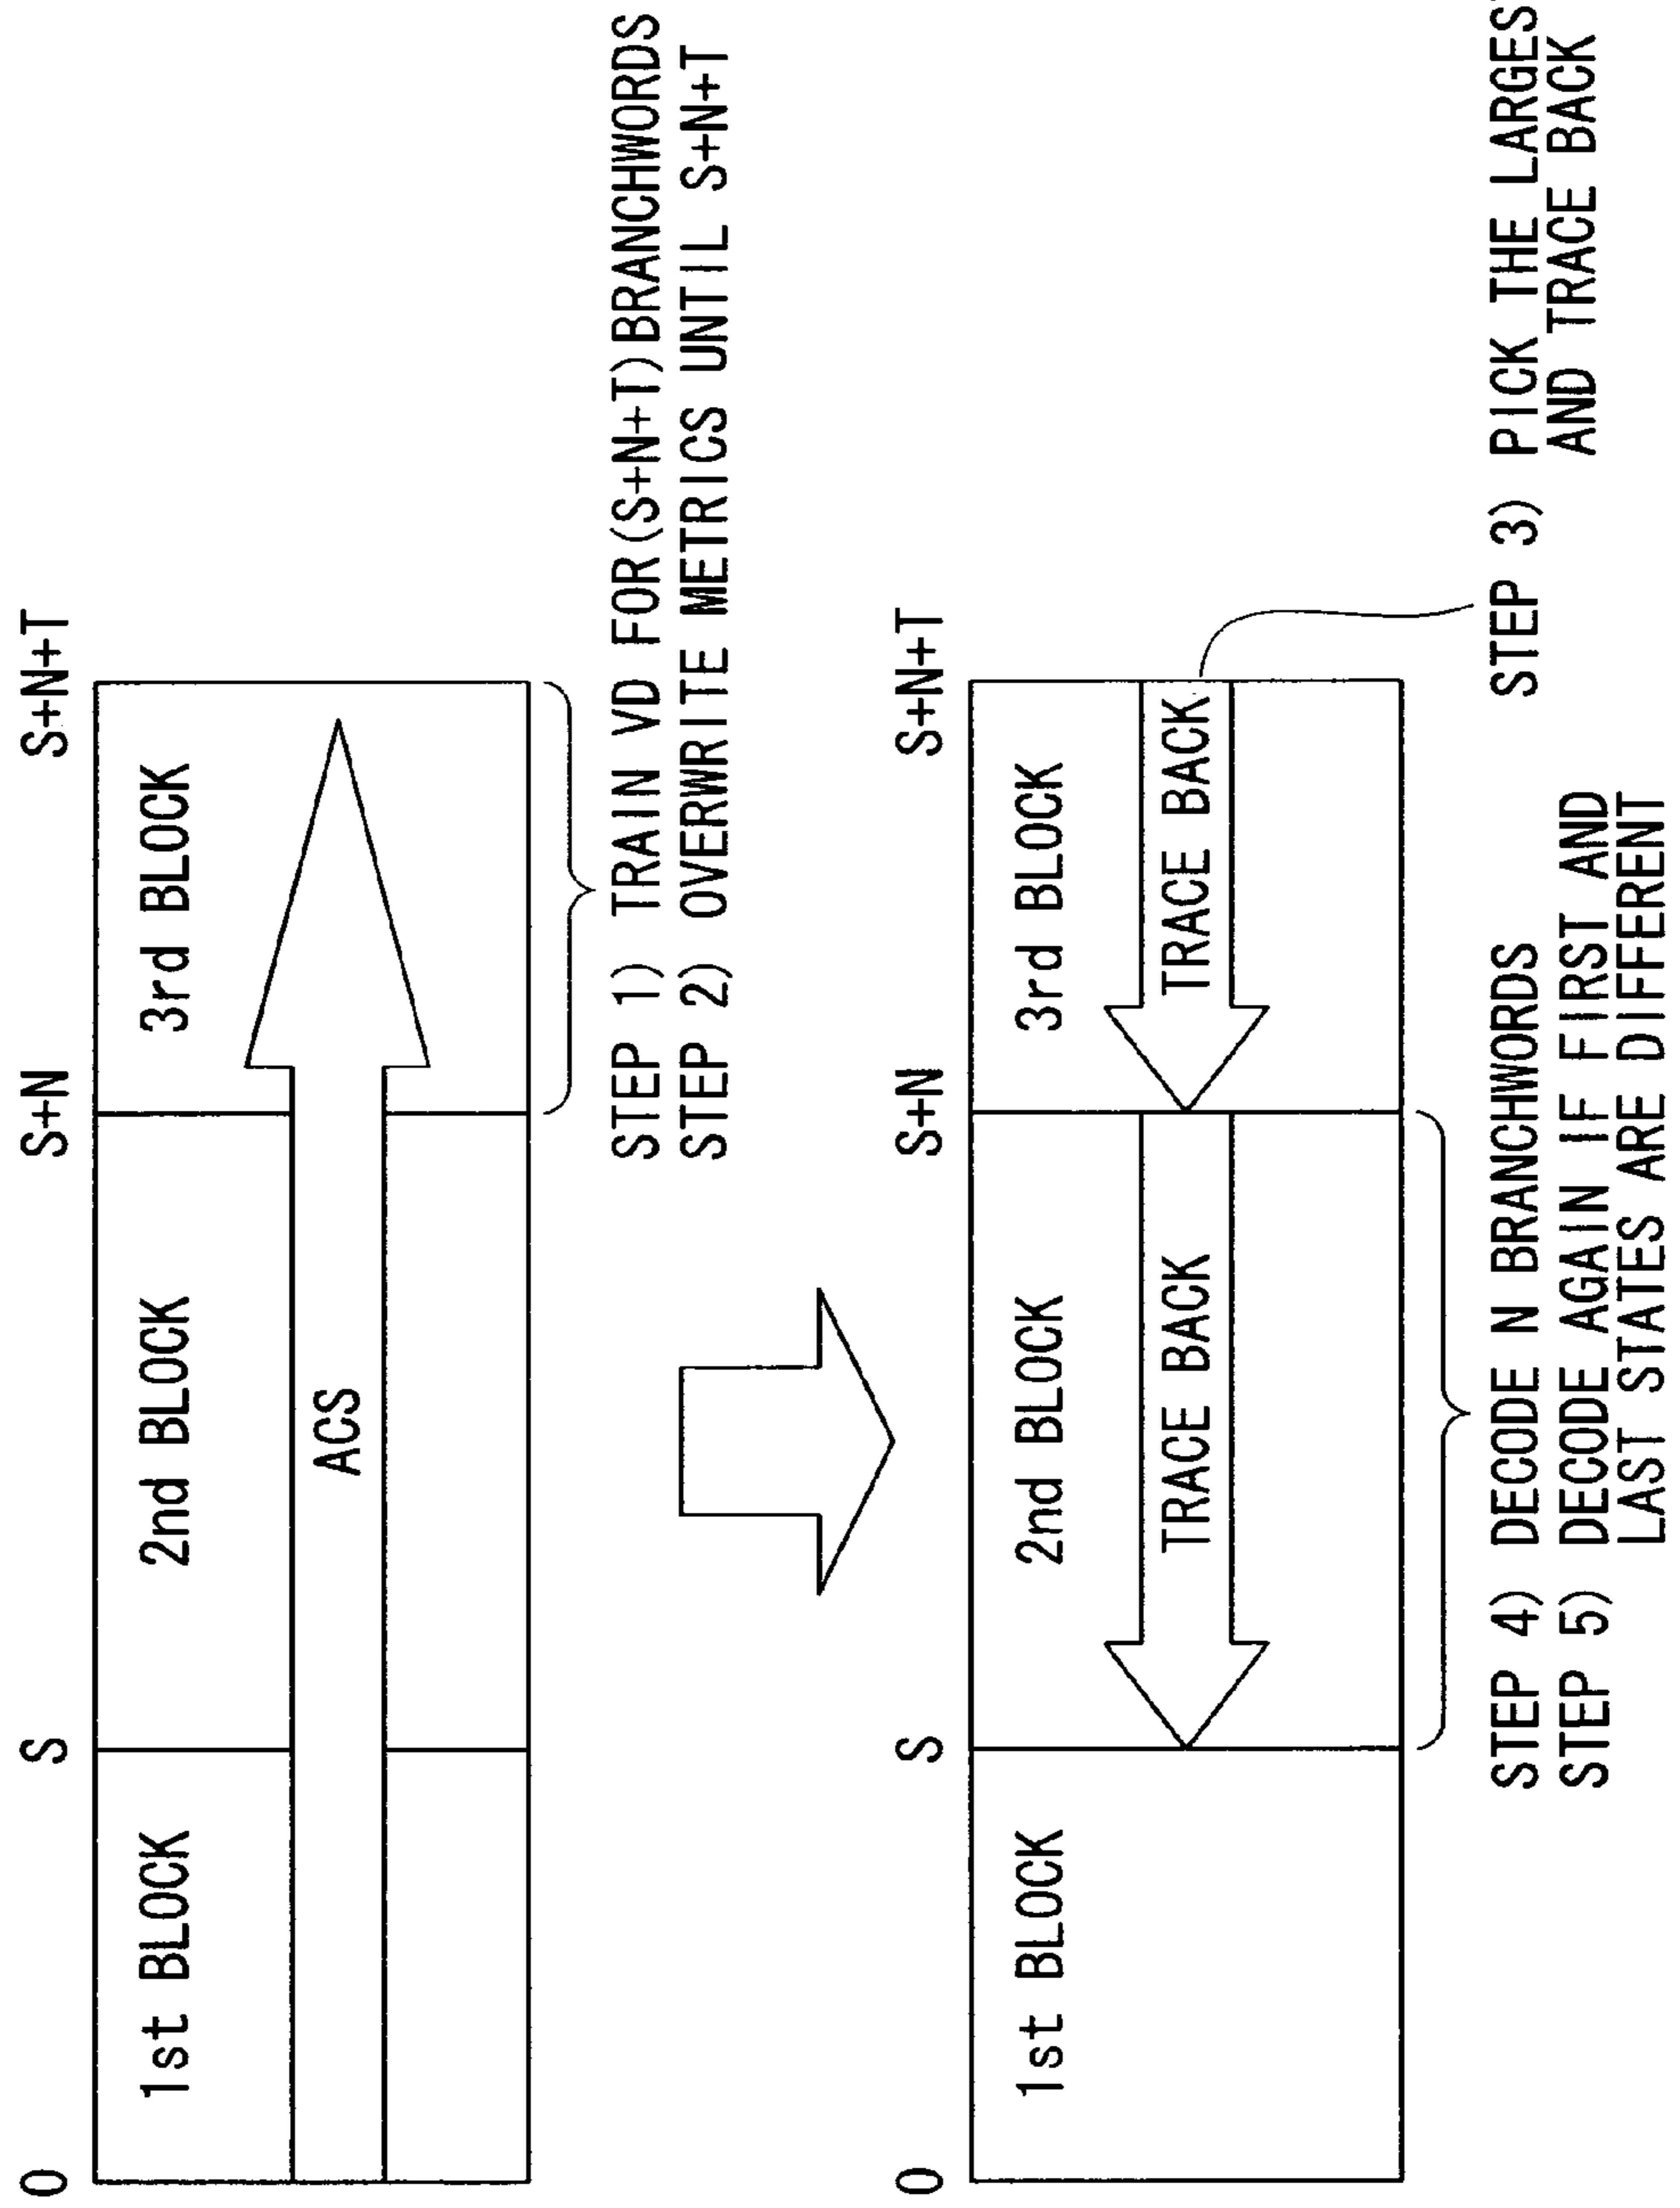 0 S S+N S+N+T
1st BLOCK 2nd BLOCK 3rd BLOCK
ACS
STEP 1) TRAIN VD FOR(S+N+T)BRANCHWORDS
STEP 2) OVERWRITE METRICS UNTIL S+N+T
0 S S+N S+N+T
1st BLOCK 2nd BLOCK 3rd BLOCK
TRACE BACK TRACE BACK
STEP 3) PICK THE LARGES
AND TRACE BACK
STEP 4) DECODE N BRANCHWORDS
STEP 5) DECODE AGAIN IF FIRST AND
LAST STATES ARE DIFFERENT